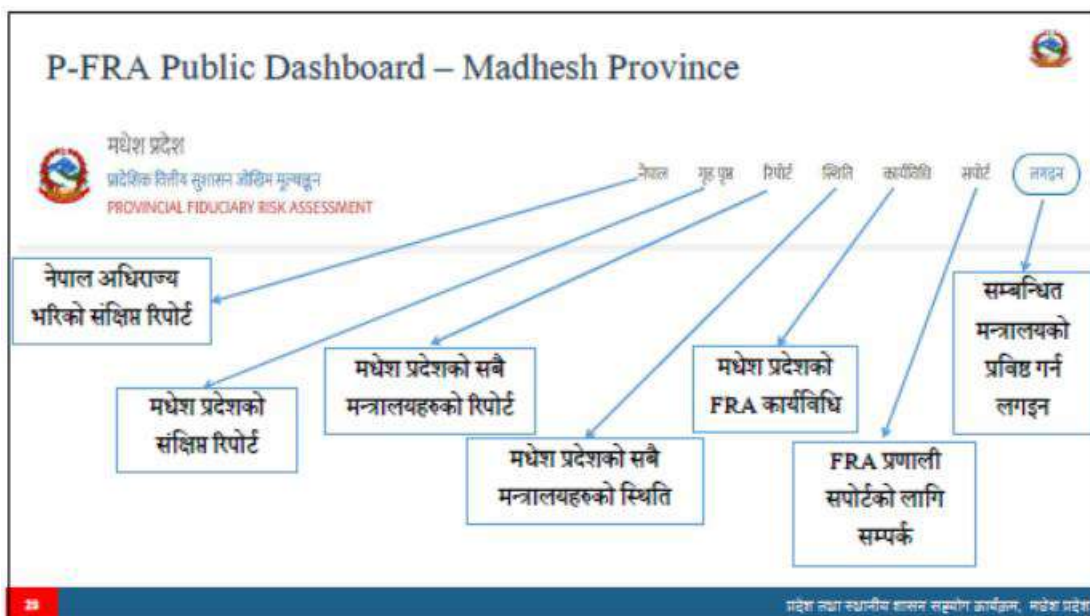 P-FRA Public Dashboard – Madhesh Province
मधेश प्रदेश
प्रादेशिक वित्तीय सुशासन जोखिम मूल्याङ्कन
PROVINCIAL FIDUCIARY RISK ASSESSMENT
नेपाल गृह पृष्ठ रिपोर्ट स्थिति कार्यविधि सपोर्ट लगइन
नेपाल अधिराज्य
भरिको संक्षिप्त रिपोर्ट
मधेश प्रदेशको
संक्षिप्त रिपोर्ट
मधेश प्रदेशको सबै
मन्त्रालयहरुको रिपोर्ट
मधेश प्रदेशको सबै
मन्त्रालयहरुको स्थिति
मधेश प्रदेशको
FRA कार्यविधि
FRA प्रणाली
सपोर्टको लागि
सम्पर्क
सम्बन्धित
मन्त्रालयको
प्रविष्ट गर्न
लगइन
प्रदेश तथा स्थानीय शासन सहयोग कार्यक्रम, मधेश प्रदेश